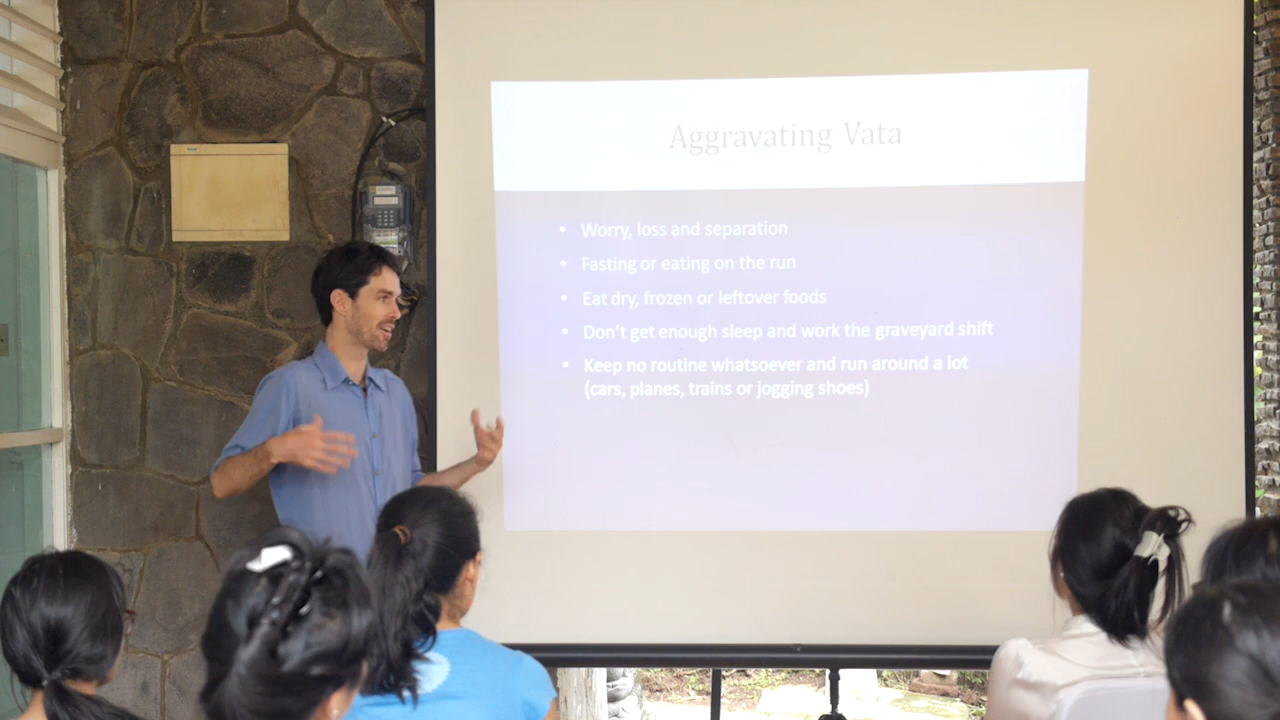 Aggravating Vata
• Worry, loss and separation
• Fasting or eating on the run
• Eat dry, frozen or leftover foods
• Don't get enough sleep and work the graveyard shift
• Keep no routine whatsoever and run around a lot
(cars, planes, trains or jogging shoes)